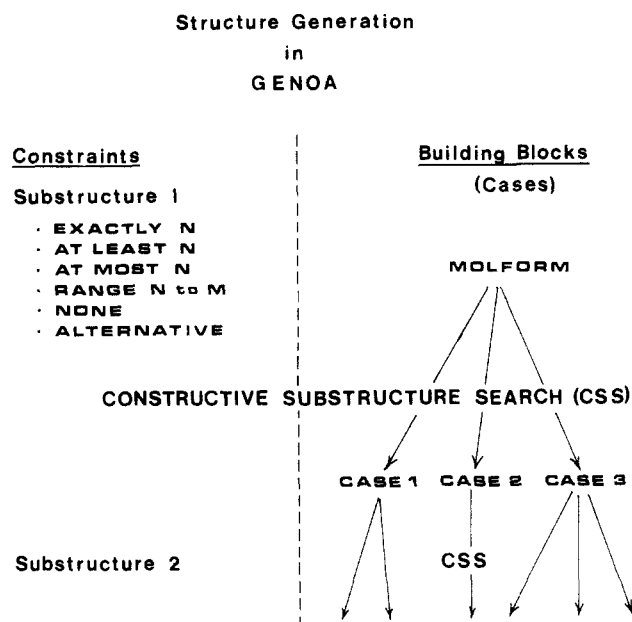 Structure Generation
in
GENOA
Constraints
Building Blocks
(Cases)
Substructure 1
· EXACTLY N
· AT LEAST N
· AT MOST N
· RANGE N to M
· NONE
· ALTERNATIVE
MOLFORM
CONSTRUCTIVE SUBSTRUCTURE SEARCH (CSS)
CASE 1 CASE 2 CASE 3
Substructure 2
CSS